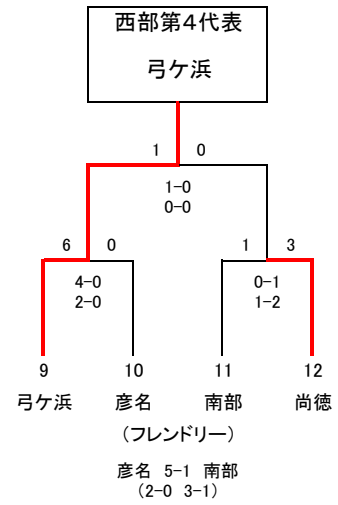 西部第4代表
弓ケ浜
1 0
1-0
0-0
6 0 1 3
4-0 0-1
2-0 1-2
9 10 11 12
弓ケ浜 彦名 南部 尚徳
（フレンドリー）
彦名 5-1 南部
（2-0 3-1）